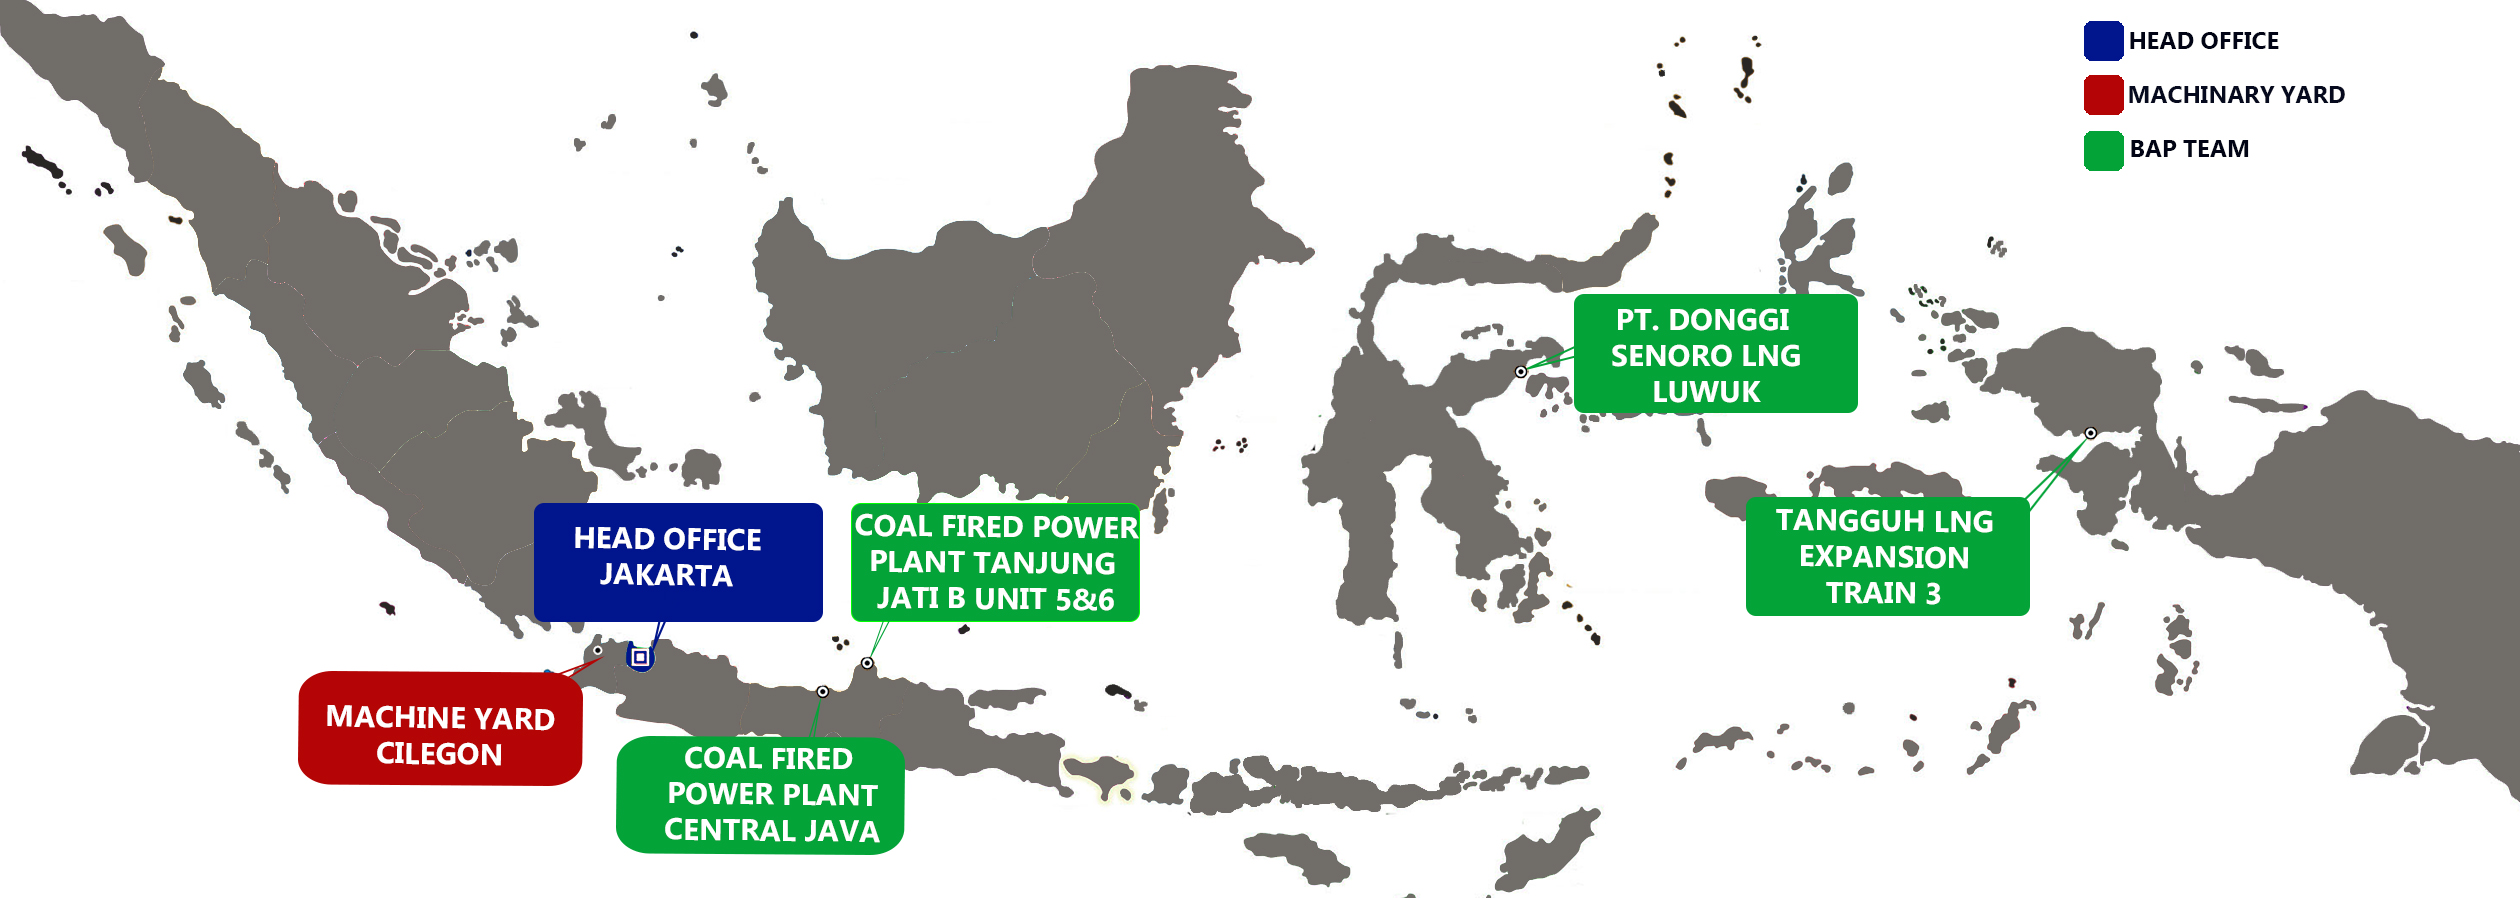 HEAD OFFICE
MACHINARY YARD
BAP TEAM
PT. DONGGI
SENORO LNG
LUWUK
TANGGUH LNG
EXPANSION
TRAIN 3
HEAD OFFICE
JAKARTA
COAL FIRED POWER
PLANT TANJUNG
JATI B UNIT 5&6
MACHINE YARD
CILEGON
COAL FIRED
POWER PLANT
CENTRAL JAVA